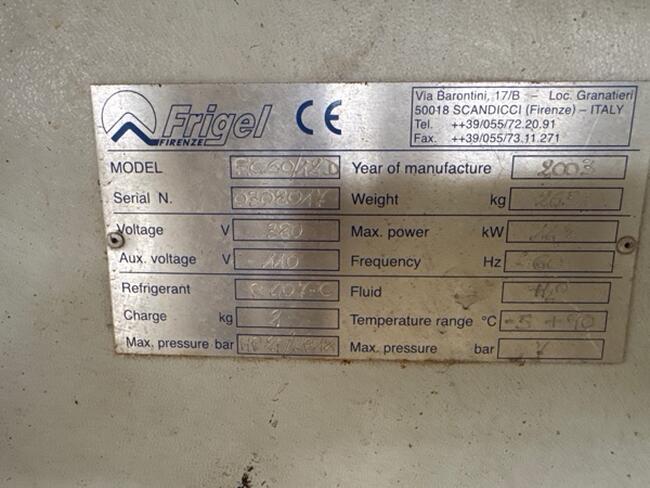 Frigel
FIRENZE
CE
Via Barontini, 17/B – Loc. Granatieri
50018 SCANDICCI (Firenze) – ITALY
Tel. ++39/055/72.20.91
Fax. ++39/055/73.11.271
MODEL Year of manufacture 2003
Serial N. Weight kg
Voltage V 220 Max. power kW
Aux. voltage V 110 Frequency Hz 60
Refrigerant R407-C Fluid H2O
Charge kg Temperature range °C -5 +90
Max. pressure bar Max. pressure bar